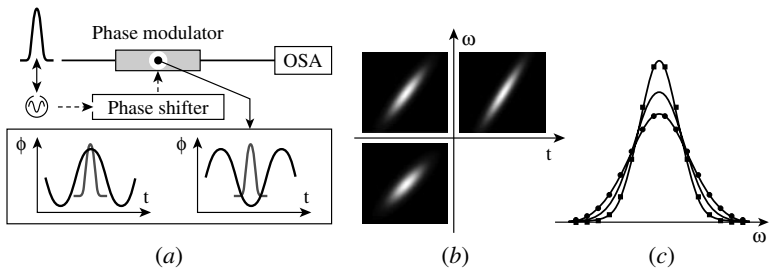 Phase modulator
OSA
Phase shifter
ϕ
t
ϕ
t
ω
t
ω
(a)
(b)
(c)